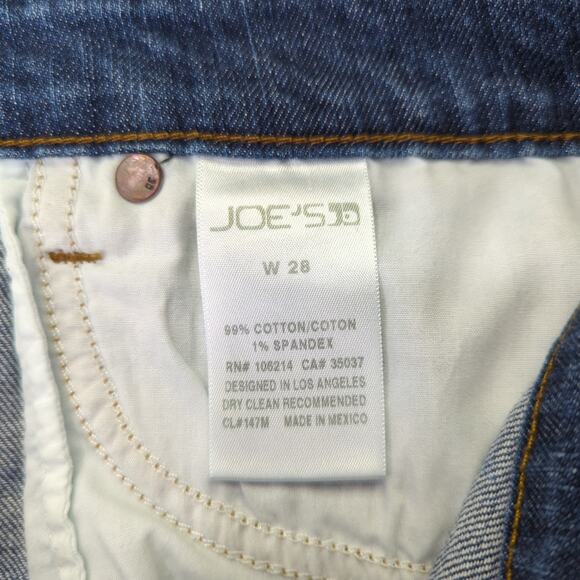 JOE'S
W 28
99% COTTON/COTON
1% SPANDEX
RN# 106214 CA# 35037
DESIGNED IN LOS ANGELES
DRY CLEAN RECOMMENDED
CL#147M MADE IN MEXICO